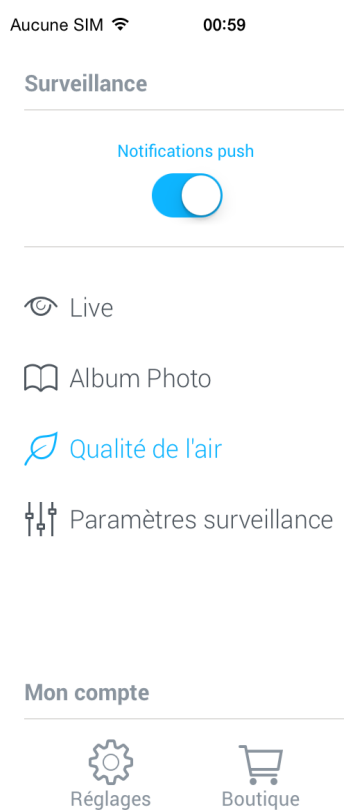 Aucune SIM 00:59
Surveillance
Notifications push
Live
Album Photo
Qualité de l'air
Paramètres surveillance
Mon compte
Réglages Boutique